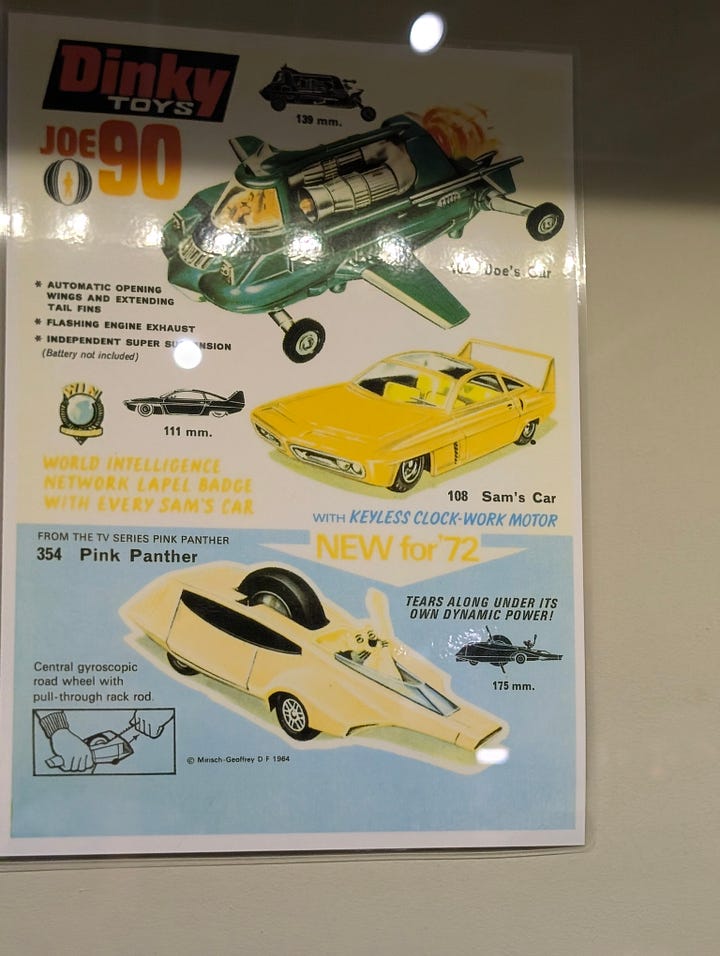 Dinky
TOYS
139 mm.
JOE 90
Joe's Car
* AUTOMATIC OPENING
WINGS AND EXTENDING
TAIL FINS
* FLASHING ENGINE EXHAUST
* INDEPENDENT SUPER
(Battery not included)
WIN
111 mm.
WORLD INTELLIGENCE
NETWORK LAPEL BADGE
WITH EVERY SAM'S CAR
108 Sam's Car
WITH KEYLESS CLOCK-WORK MOTOR
NEW for '72
FROM THE TV SERIES PINK PANTHER
354 Pink Panther
TEARS ALONG UNDER ITS
OWN DYNAMIC POWER!
175 mm.
Central gyroscopic
road wheel with
pull-through rack rod.
© Mirisch-Geoffrey D F 1964